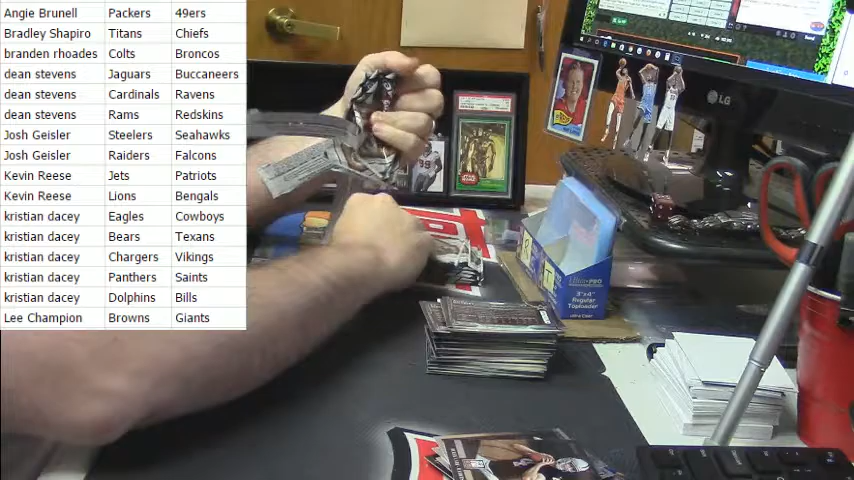 Angie Brunell Packers 49ers
Bradley Shapiro Titans Chiefs
branden rhoades Colts Broncos
dean stevens Jaguars Buccaneers
dean stevens Cardinals Ravens
dean stevens Rams Redskins
Josh Geisler Steelers Seahawks
Josh Geisler Raiders Falcons
Kevin Reese Jets Patriots
Kevin Reese Lions Bengals
kristian dacey Eagles Cowboys
kristian dacey Bears Texans
kristian dacey Chargers Vikings
kristian dacey Panthers Saints
kristian dacey Dolphins Bills
Lee Champion Browns Giants
LG
3"x4"
Toploader